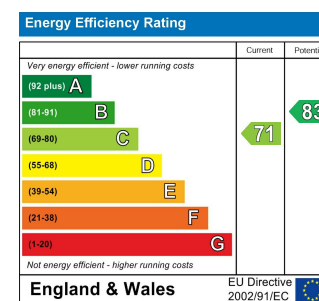 Energy Efficiency Rating
Current Potenti
Very energy efficient - lower running costs
(92 plus) A
(81-91) B
83
(69-80) C
71
(55-68) D
(39-54) E
(21-38) F
(1-20) G
Not energy efficient - higher running costs
England & Wales
EU Directive
2002/91/EC